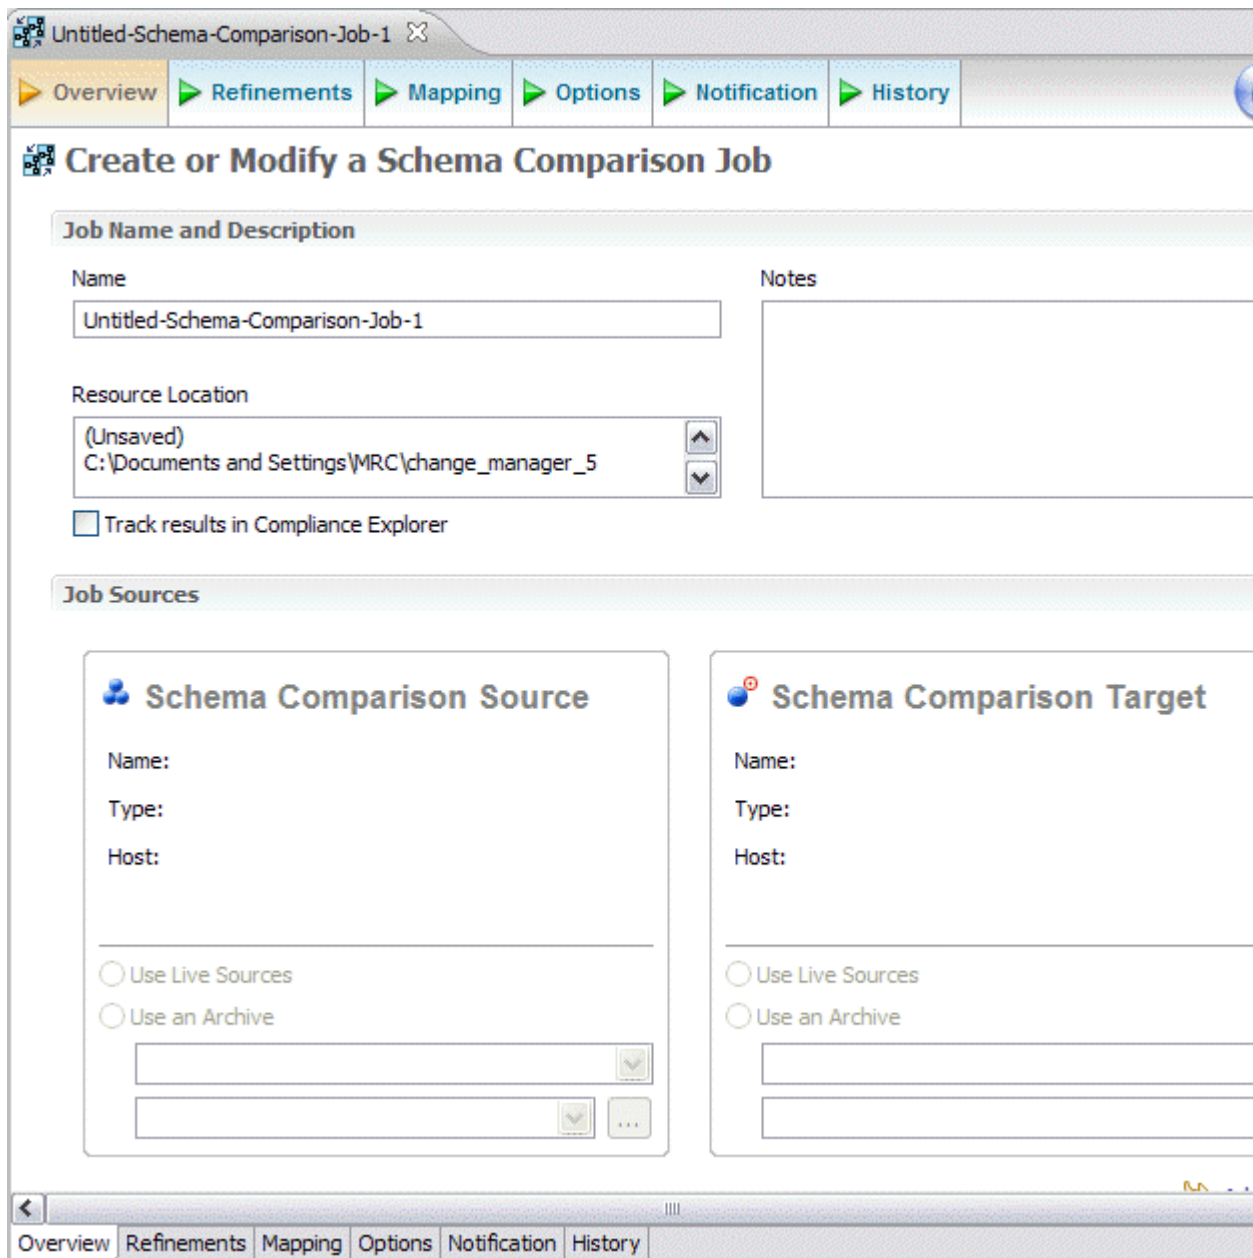 Untitled-Schema-Comparison-Job-1
Overview Refinements Mapping Options Notification History
Create or Modify a Schema Comparison Job
Job Name and Description
Name Notes
Untitled-Schema-Comparison-Job-1
Resource Location
(Unsaved)
C:\Documents and Settings\MRC\change_manager_5
Track results in Compliance Explorer
Job Sources
Schema Comparison Source Schema Comparison Target
Name: Name:
Type: Type:
Host: Host:
Use Live Sources Use Live Sources
Use an Archive Use an Archive
...
Overview Refinements Mapping Options Notification History